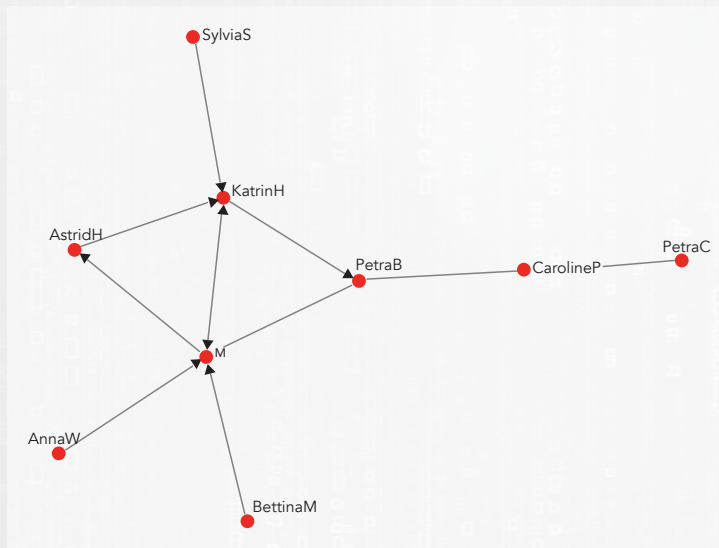 SylviaS
KatrinH
AstridH
PetraC
PetraB
CarolineP
M
AnnaW
BettinaM